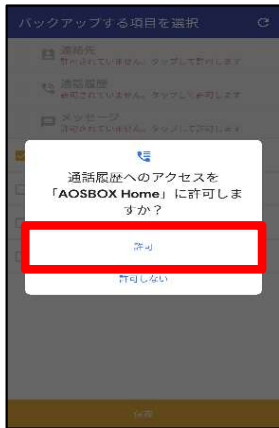 バックアップする項目を選択
連絡先
許可されていません。タップして許可します
通話履歴
許可されていません。タップして許可します
メッセージ
許可されていません。タップして許可します
通話履歴へのアクセスを
「AOSBOX Home」に許可しま
すか？
許可
許可しない